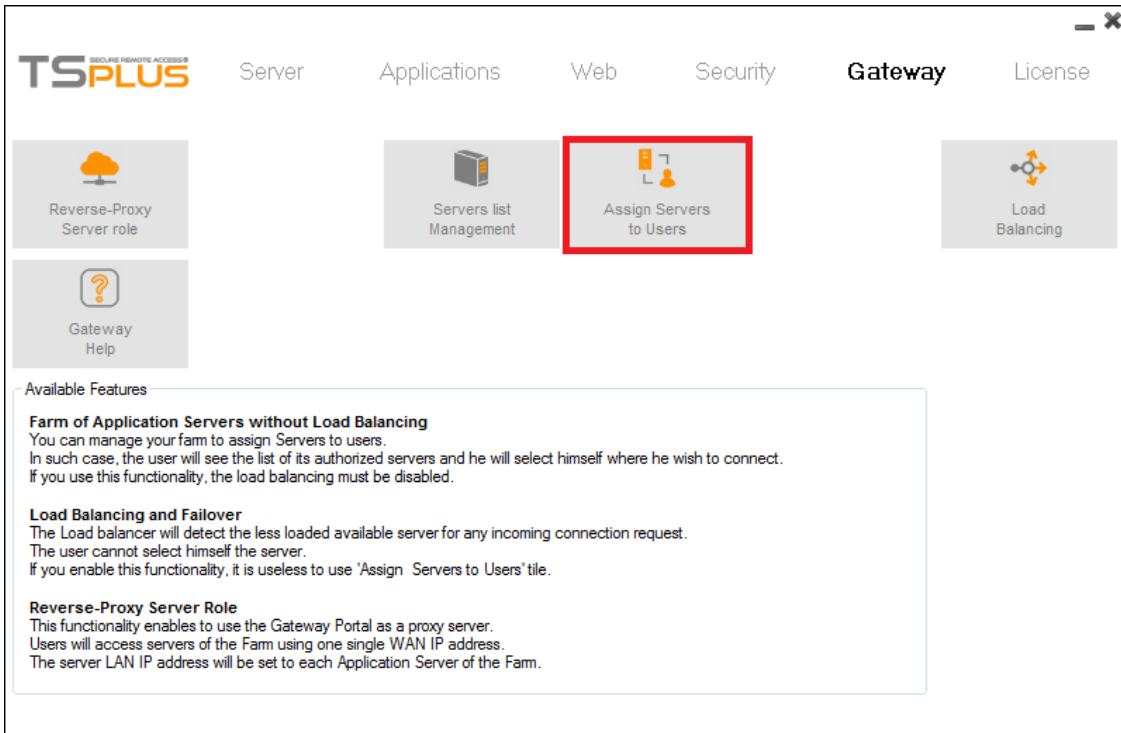 SECURE REMOTE ACCESS®
TSPLUS
Server
Applications
Web
Security
Gateway
License
Reverse-Proxy
Server role
Servers list
Management
Assign Servers
to Users
Load
Balancing
Gateway
Help
Available Features
Farm of Application Servers without Load Balancing
You can manage your farm to assign Servers to users.
In such case, the user will see the list of its authorized servers and he will select himself where he wish to connect.
If you use this functionality, the load balancing must be disabled.
Load Balancing and Failover
The Load balancer will detect the less loaded available server for any incoming connection request.
The user cannot select himself the server.
If you enable this functionality, it is useless to use 'Assign  Servers to Users' tile.
Reverse-Proxy Server Role
This functionality enables to use the Gateway Portal as a proxy server.
Users will access servers of the Farm using one single WAN IP address.
The server LAN IP address will be set to each Application Server of the Farm.